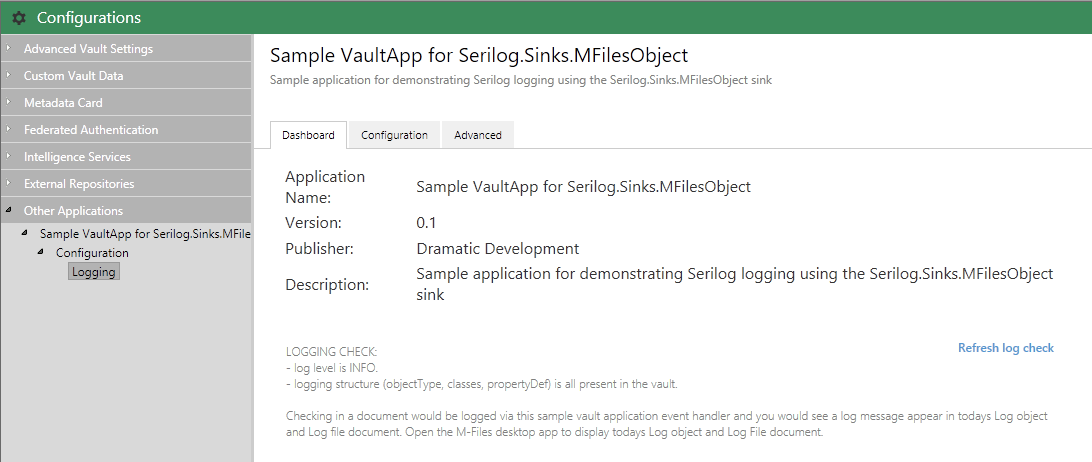 Configurations
Advanced Vault Settings
Custom Vault Data
Metadata Card
Federated Authentication
Intelligence Services
External Repositories
Other Applications
Sample VaultApp for Serilog.Sinks.MFile
Configuration
Logging
Sample VaultApp for Serilog.Sinks.MFilesObject
Sample application for demonstrating Serilog logging using the Serilog.Sinks.MFilesObject sink
Dashboard Configuration Advanced
Application
Name: Sample VaultApp for Serilog.Sinks.MFilesObject
Version: 0.1
Publisher: Dramatic Development
Description: Sample application for demonstrating Serilog logging using the Serilog.Sinks.MFilesObject
sink
LOGGING CHECK: Refresh log check
- log level is INFO.
- logging structure (objectType, classes, propertyDef) is all present in the vault.
Checking in a document would be logged via this sample vault application event handler and you would see a log message appear in todays Log object
and Log file document. Open the M-Files desktop app to display todays Log object and Log File document.